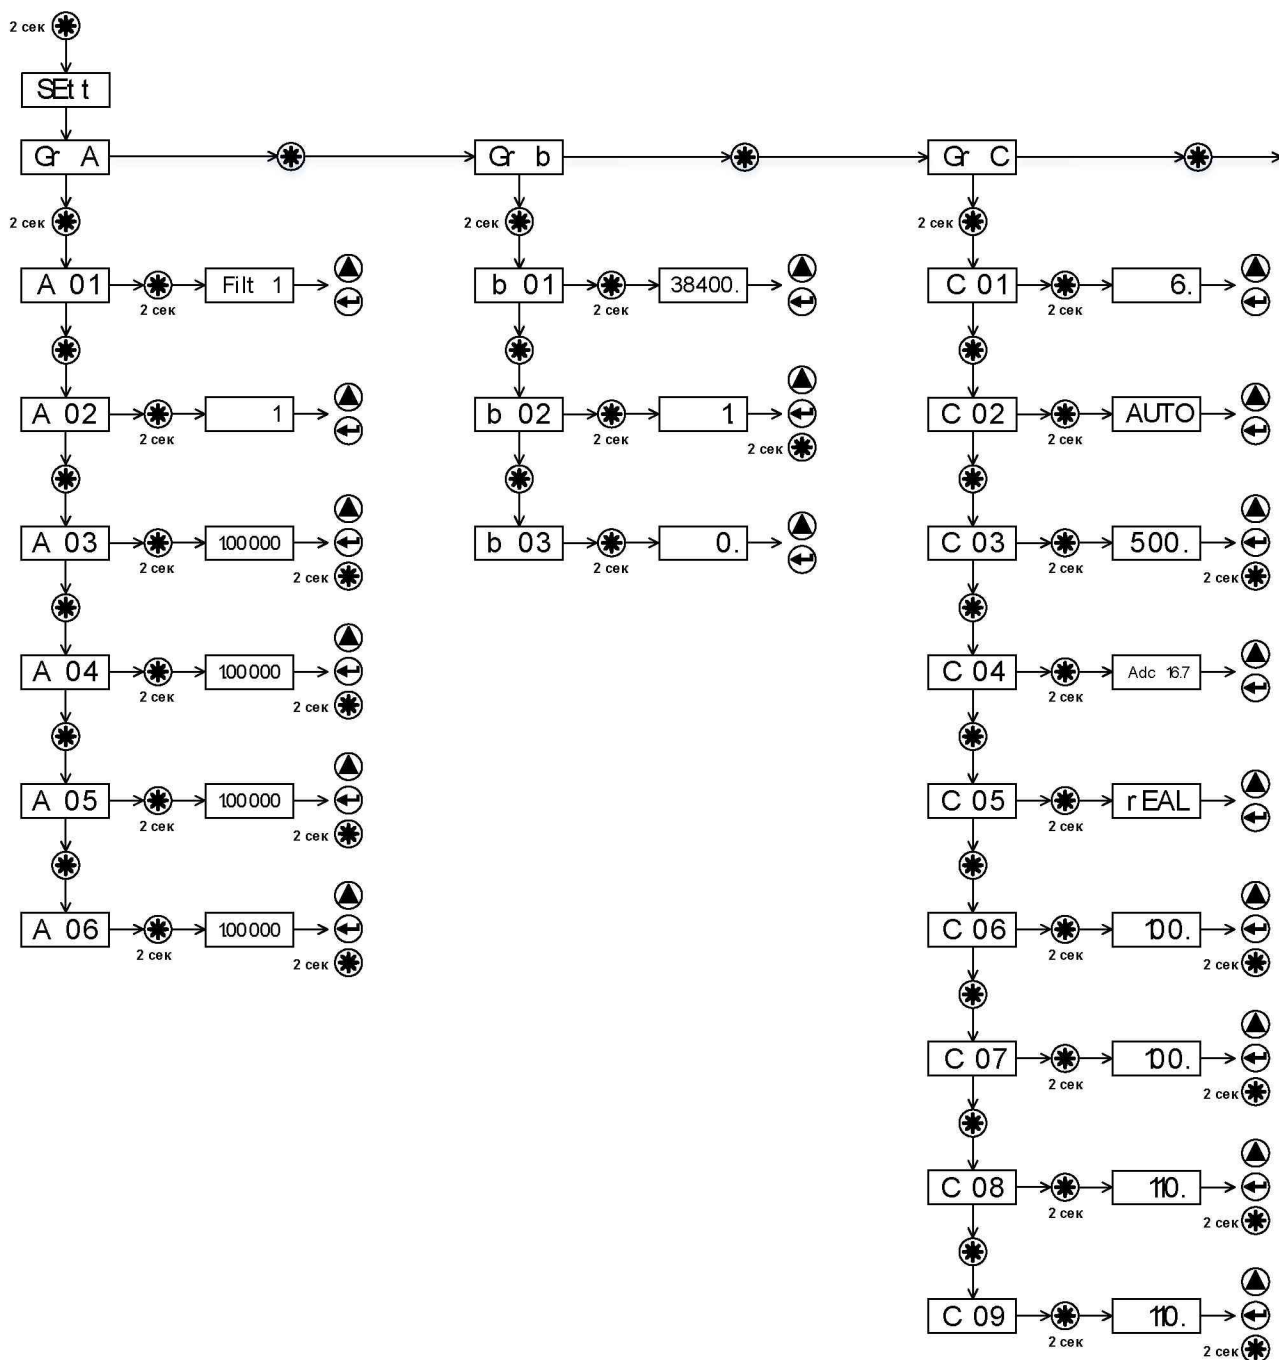 2 сек
SEtt
Gr A Gr b Gr C
2 сек 2 сек 2 сек
A 01 Filt 1 b 01 38400. C 01 6.
2 сек 2 сек 2 сек
A 02 1 b 02 1. C 02 AUTO
2 сек 2 сек 2 сек 2 сек
A 03 100000 b 03 0. C 03 500.
2 сек 2 сек 2 сек 2 сек 2 сек
A 04 100000 C 04 Adc 16.7
2 сек 2 сек 2 сек
A 05 100000 C 05 rEAL
2 сек 2 сек 2 сек
A 06 100000 C 06 100.
2 сек 2 сек 2 сек 2 сек
C 07 100.
2 сек 2 сек
C 08 110.
2 сек 2 сек
C 09 110.
2 сек 2 сек